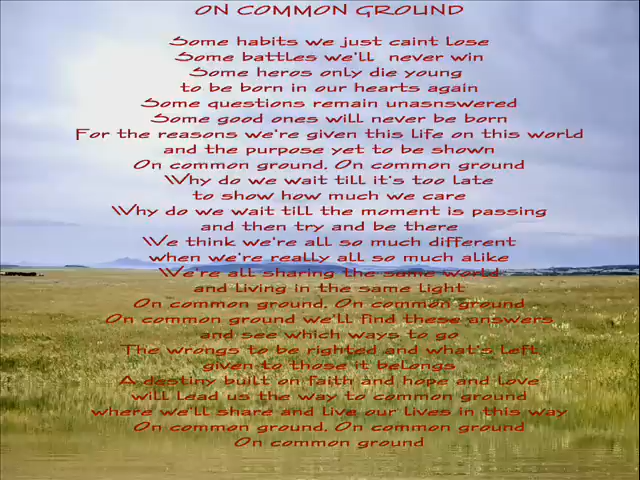 ON COMMON GROUND
Some habits we just caint lose
Some battles we'll never win
Some heros only die young
to be born in our hearts again
Some questions remain unasnswered
Some good ones will never be born
For the reasons we're given this life on this world
and the purpose yet to be shown
On common ground, On common ground
Why do we wait till it's too late
to show how much we care
Why do we wait till the moment is passing
and then try and be there
We think we're all so much different
when we're really all so much alike
We're all sharing the same world
and living in the same light
On common ground, On common ground
On common ground we'll find these answers
and see which ways to go
The wrongs to be righted and what's left
given to those it belongs
A destiny built on faith and hope and love
will lead us the way to common ground
where we'll share and live our lives in this way
On common ground, On common ground
On common ground